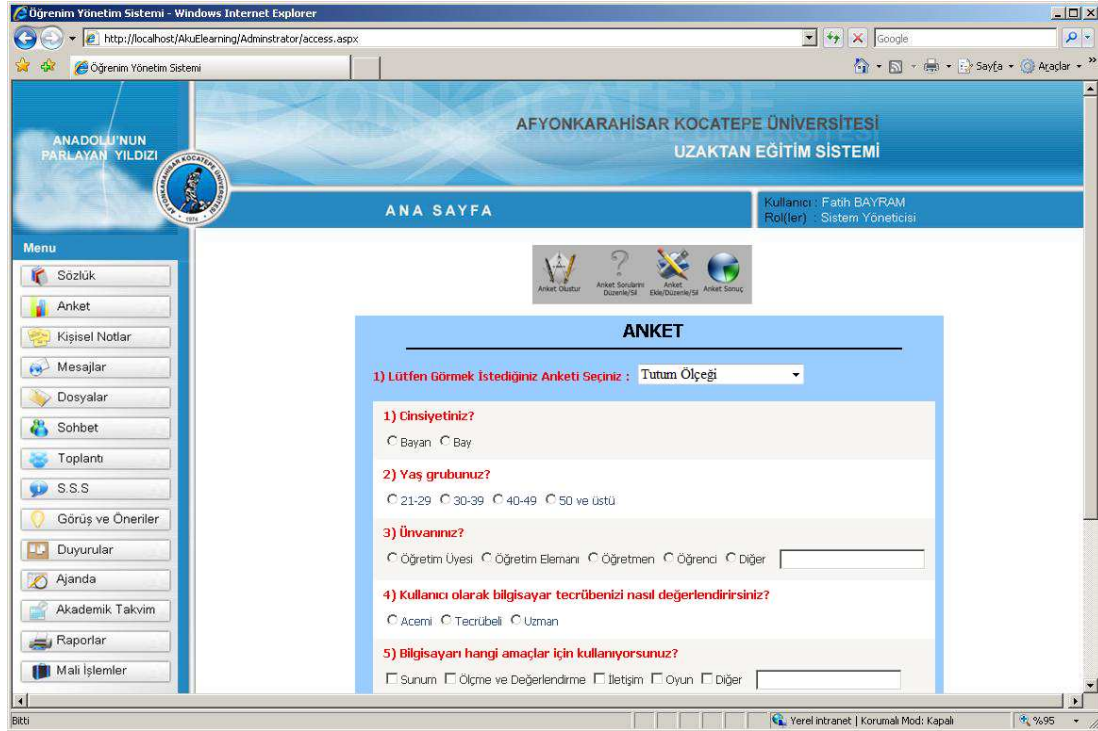 Öğrenim Yönetim Sistemi - Windows Internet Explorer
http://localhost/AkuElearning/Adminstrator/access.aspx
Google
Öğrenim Yönetim Sistemi
Sayfa
Araçlar
AFYON KOCATEPE
ANADOLU'NUN
PARLAYAN YILDIZI
AFYONKARAHİSAR KOCATEPE ÜNİVERSİTESİ
UZAKTAN EĞİTİM SİSTEMİ
ANA SAYFA
Kullanıcı : Fatih BAYRAM
Rol(ler) : Sistem Yöneticisi
Menu
Sözlük
Anket
Kişisel Notlar
Mesajlar
Dosyalar
Sohbet
Toplantı
S.S.S
Görüş ve Öneriler
Duyurular
Ajanda
Akademik Takvim
Raporlar
Mali İşlemler
Anket Olustur
Anket Sorularini Düzenle/Sil
Anket Ekle/Düzenle/Sil
Anket Sonuç
ANKET
1) Lütfen Görmek İstediğiniz Anketi Seçiniz : Tutum Ölçeği
1) Cinsiyetiniz?
Bayan Bay
2) Yaş grubunuz?
21-29 30-39 40-49 50 ve üstü
3) Ünvanınız?
Öğretim Üyesi Öğretim Elemanı Öğretmen Öğrenci Diğer
4) Kullanıcı olarak bilgisayar tecrübenizi nasıl değerlendirirsiniz?
Acemi Tecrübeli Uzman
5) Bilgisayarı hangi amaçlar için kullanıyorsunuz?
Sunum Ölçme ve Değerlendirme İletişim Oyun Diğer
Bitti
Yerel intranet | Korumalı Mod: Kapalı
%95